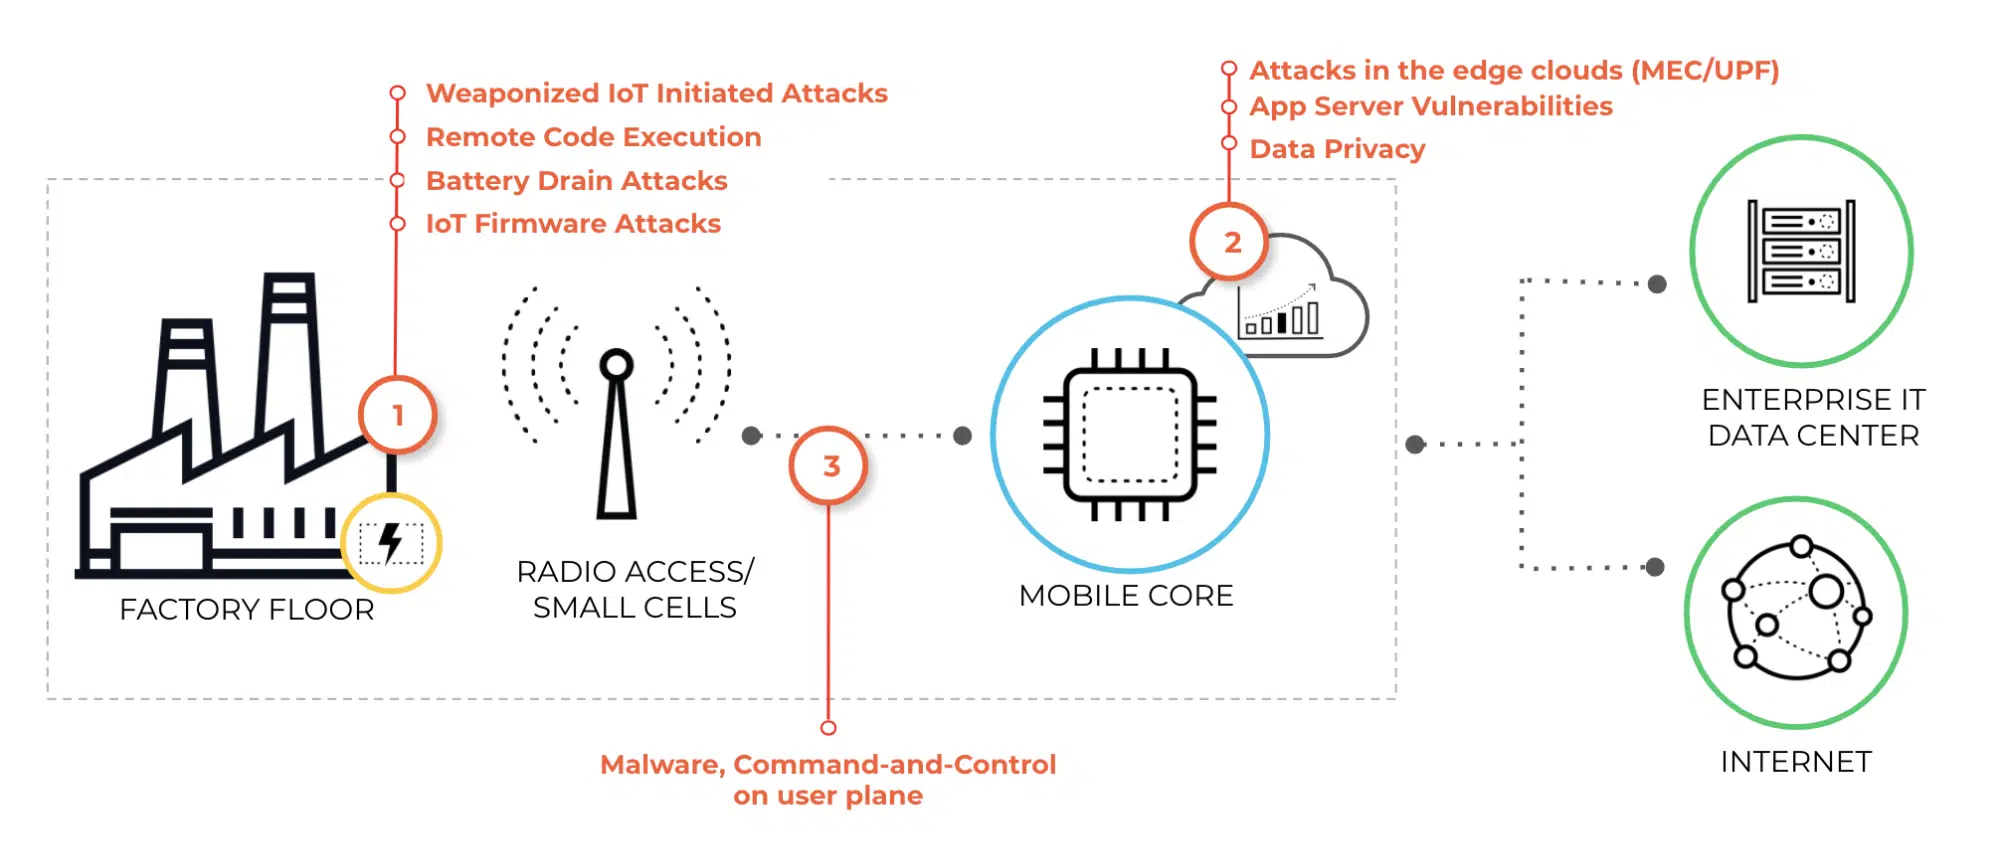 Weaponized IoT Initiated Attacks
Remote Code Execution
Battery Drain Attacks
IoT Firmware Attacks
Attacks in the edge clouds (MEC/UPF)
App Server Vulnerabilities
Data Privacy
1
2
3
FACTORY FLOOR
RADIO ACCESS/
SMALL CELLS
MOBILE CORE
ENTERPRISE IT
DATA CENTER
INTERNET
Malware, Command-and-Control
on user plane